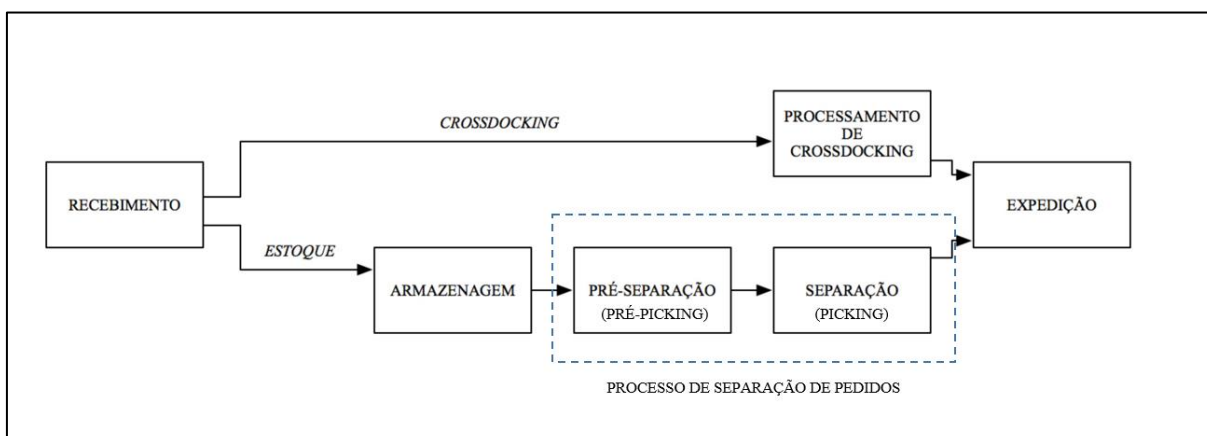 CROSSDOCKING
PROCESSAMENTO
DE
CROSSDOCKING
RECEBIMENTO
EXPEDIÇÃO
ESTOQUE
ARMAZENAGEM
PRÉ-SEPARAÇÃO
(PRÉ-PICKING)
SEPARAÇÃO
(PICKING)
PROCESSO DE SEPARAÇÃO DE PEDIDOS